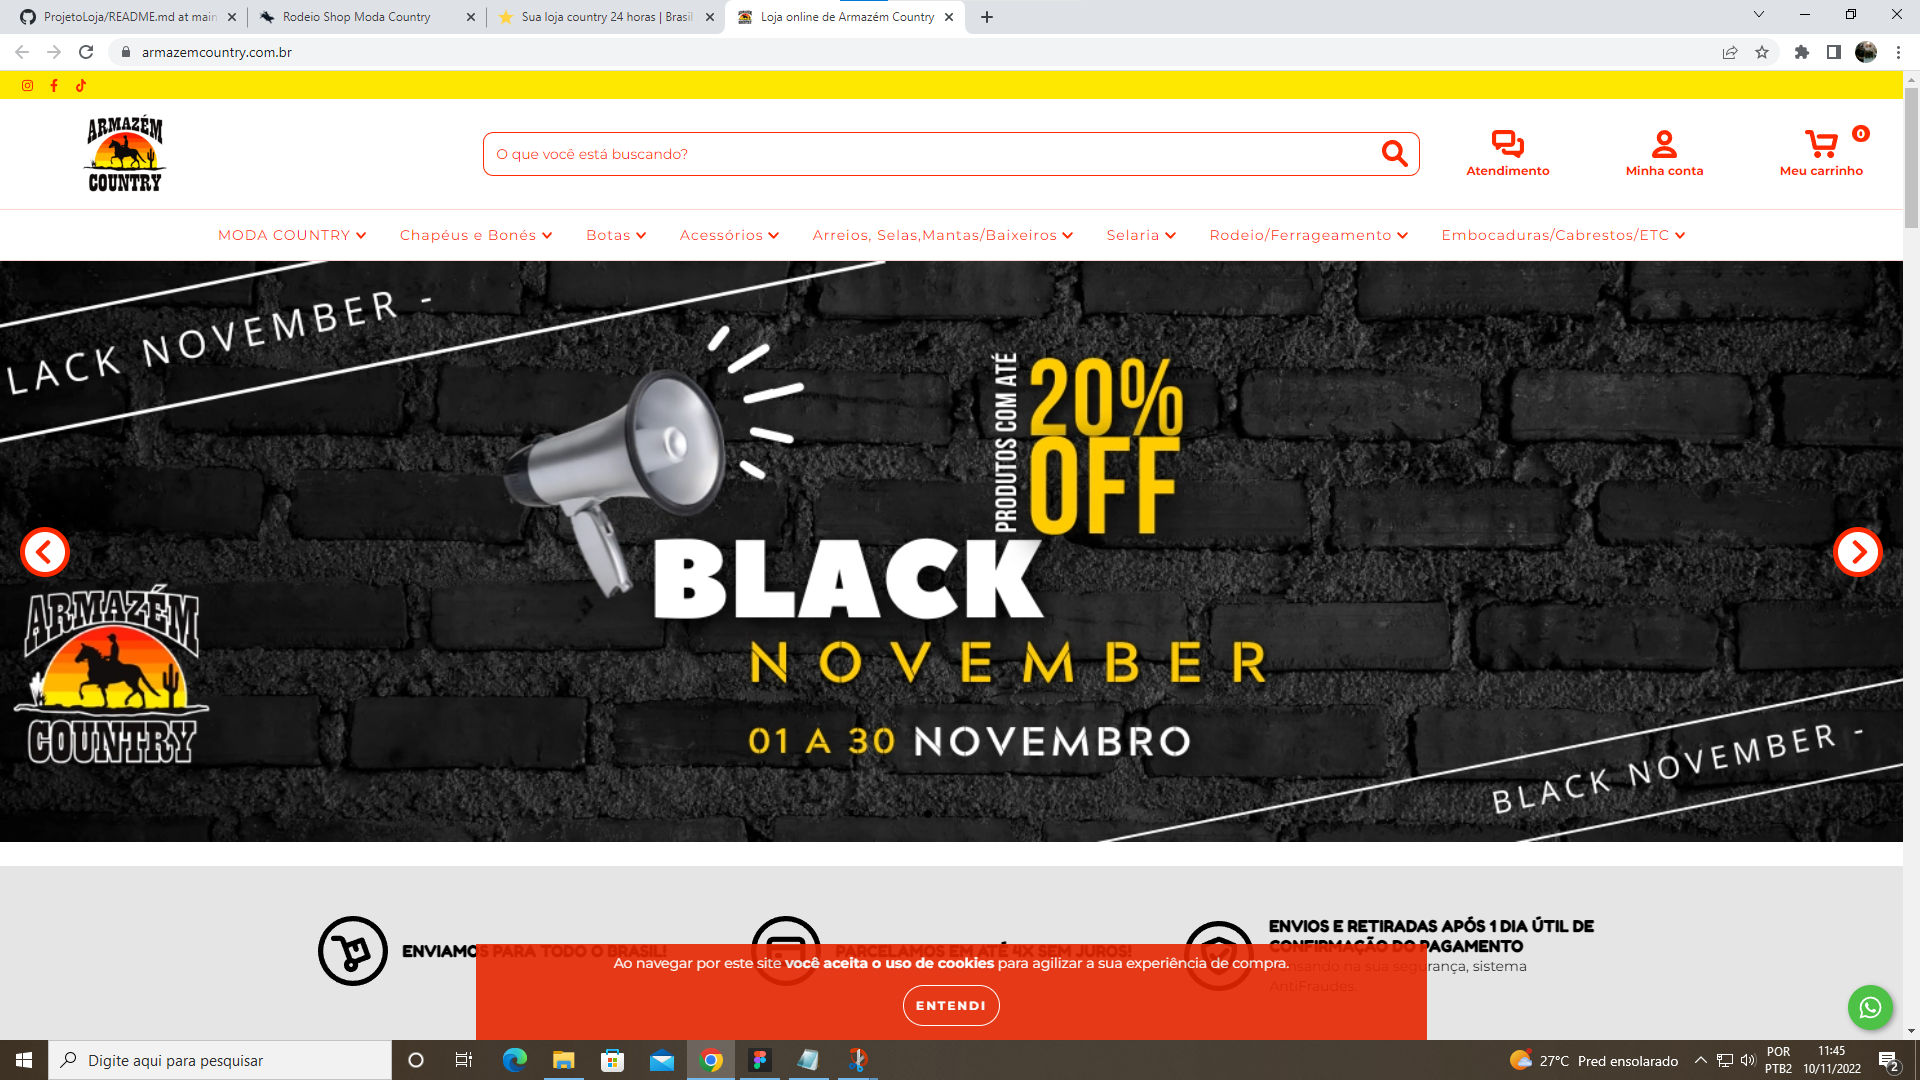 ProjetoLoja/README.md at main
Rodeio Shop Moda Country
Sua loja country 24 horas | Brasil
Loja online de Armazém Country
armazemcountry.com.br
ARMAZÉM
COUNTRY
O que você está buscando?
Atendimento
Minha conta
0
Meu carrinho
MODA COUNTRY
Chapéus e Bonés
Botas
Acessórios
Arreios, Selas,Mantas/Baixeiros
Selaria
Rodeio/Ferrageamento
Embocaduras/Cabrestos/ETC
LACK NOVEMBER -
PRODUTOS COM ATÉ
20%
OFF
BLACK
NOVEMBER
01 A 30 NOVEMBRO
ARMAZÉM
COUNTRY
BLACK NOVEMBER -
ENVIAMOS PARA TODO O BRASIL!
PARCELAMOS EM ATÉ 4X SEM JUROS!
ENVIOS E RETIRADAS APÓS 1 DIA ÚTIL DE
CONFIRMAÇÃO DO PAGAMENTO
Pensando na sua segurança, sistema
AntiFraudes.
Ao navegar por este site você aceita o uso de cookies para agilizar a sua experiência de compra.
ENTENDI
Digite aqui para pesquisar
27°C Pred ensolarado
POR
PTB2
11:45
10/11/2022
2